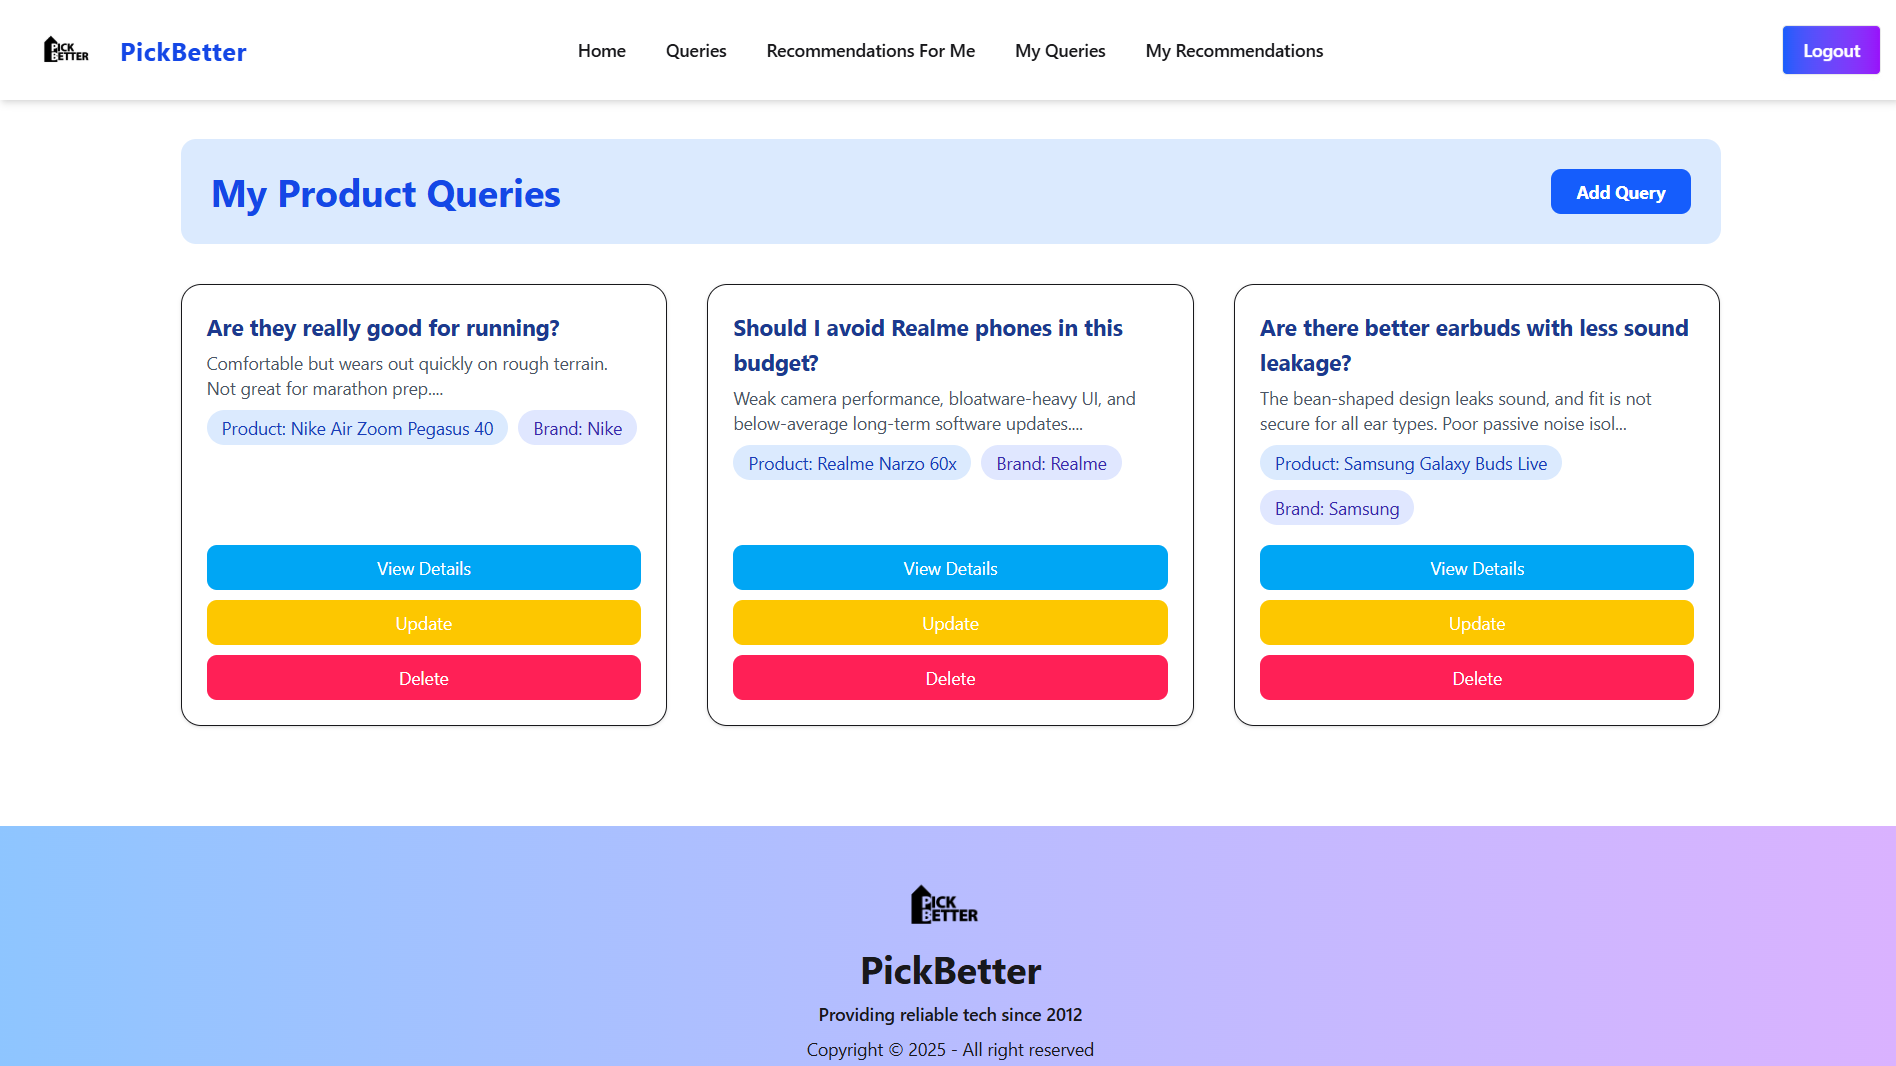 PICK
BETTER
PickBetter
Home
Queries
Recommendations For Me
My Queries
My Recommendations
Logout
My Product Queries
Add Query
Are they really good for running?
Comfortable but wears out quickly on rough terrain.
Not great for marathon prep....
Product: Nike Air Zoom Pegasus 40
Brand: Nike
View Details
Update
Delete
Should I avoid Realme phones in this
budget?
Weak camera performance, bloatware-heavy UI, and
below-average long-term software updates....
Product: Realme Narzo 60x
Brand: Realme
View Details
Update
Delete
Are there better earbuds with less sound
leakage?
The bean-shaped design leaks sound, and fit is not
secure for all ear types. Poor passive noise isol...
Product: Samsung Galaxy Buds Live
Brand: Samsung
View Details
Update
Delete
PICK
BETTER
PickBetter
Providing reliable tech since 2012
Copyright © 2025 - All right reserved